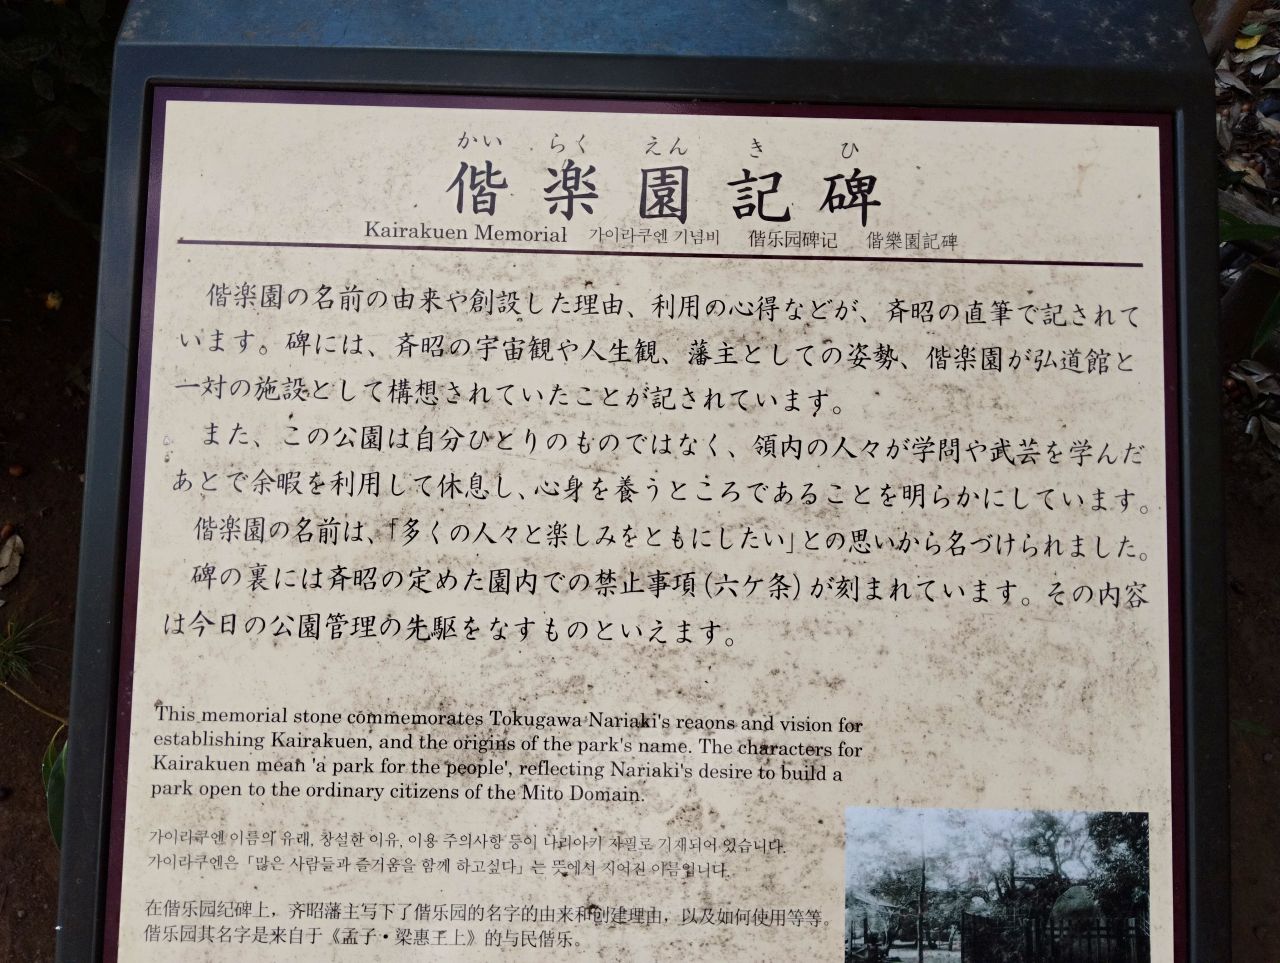 かい らく えん き ひ
偕楽園記碑
Kairakuen Memorial 가이라쿠엔 기념비 偕乐园碑记 偕樂園記碑
偕楽園の名前の由来や創設した理由、利用の心得などが、斉昭の直筆で記されて
います。碑には、斉昭の宇宙観や人生観、藩主としての姿勢、偕楽園が弘道館と
一対の施設として構想されていたことが記されています。
また、この公園は自分ひとりのものではなく、領内の人々が学問や武芸を学んだ
あとで余暇を利用して休息し、心身を養うところであることを明らかにしています。
偕楽園の名前は、「多くの人々と楽しみをともにしたい」との思いから名づけられました。
碑の裏には斉昭の定めた園内での禁止事項(六ケ条)が刻まれています。その内容
は今日の公園管理の先駆をなすものといえます。
This memorial stone commemorates Tokugawa Nariaki's reaons and vision for
establishing Kairakuen, and the origins of the park's name. The characters for
Kairakuen mean 'a park for the people', reflecting Nariaki's desire to build a
park open to the ordinary citizens of the Mito Domain.
가이라쿠엔 이름의 유래, 창설한 이유, 이용 주의사항 등이 나리아키 자필로 기재되어 있습니다.
가이라쿠엔은「많은 사람들과 즐거움을 함께 하고싶다」는 뜻에서 지어진 이름입니다.
在偕乐园纪碑上，齐昭藩主写下了偕乐园的名字的由来和创建理由，以及如何使用等等。
偕乐园其名字是来自于《孟子・梁惠王上》的与民偕乐。